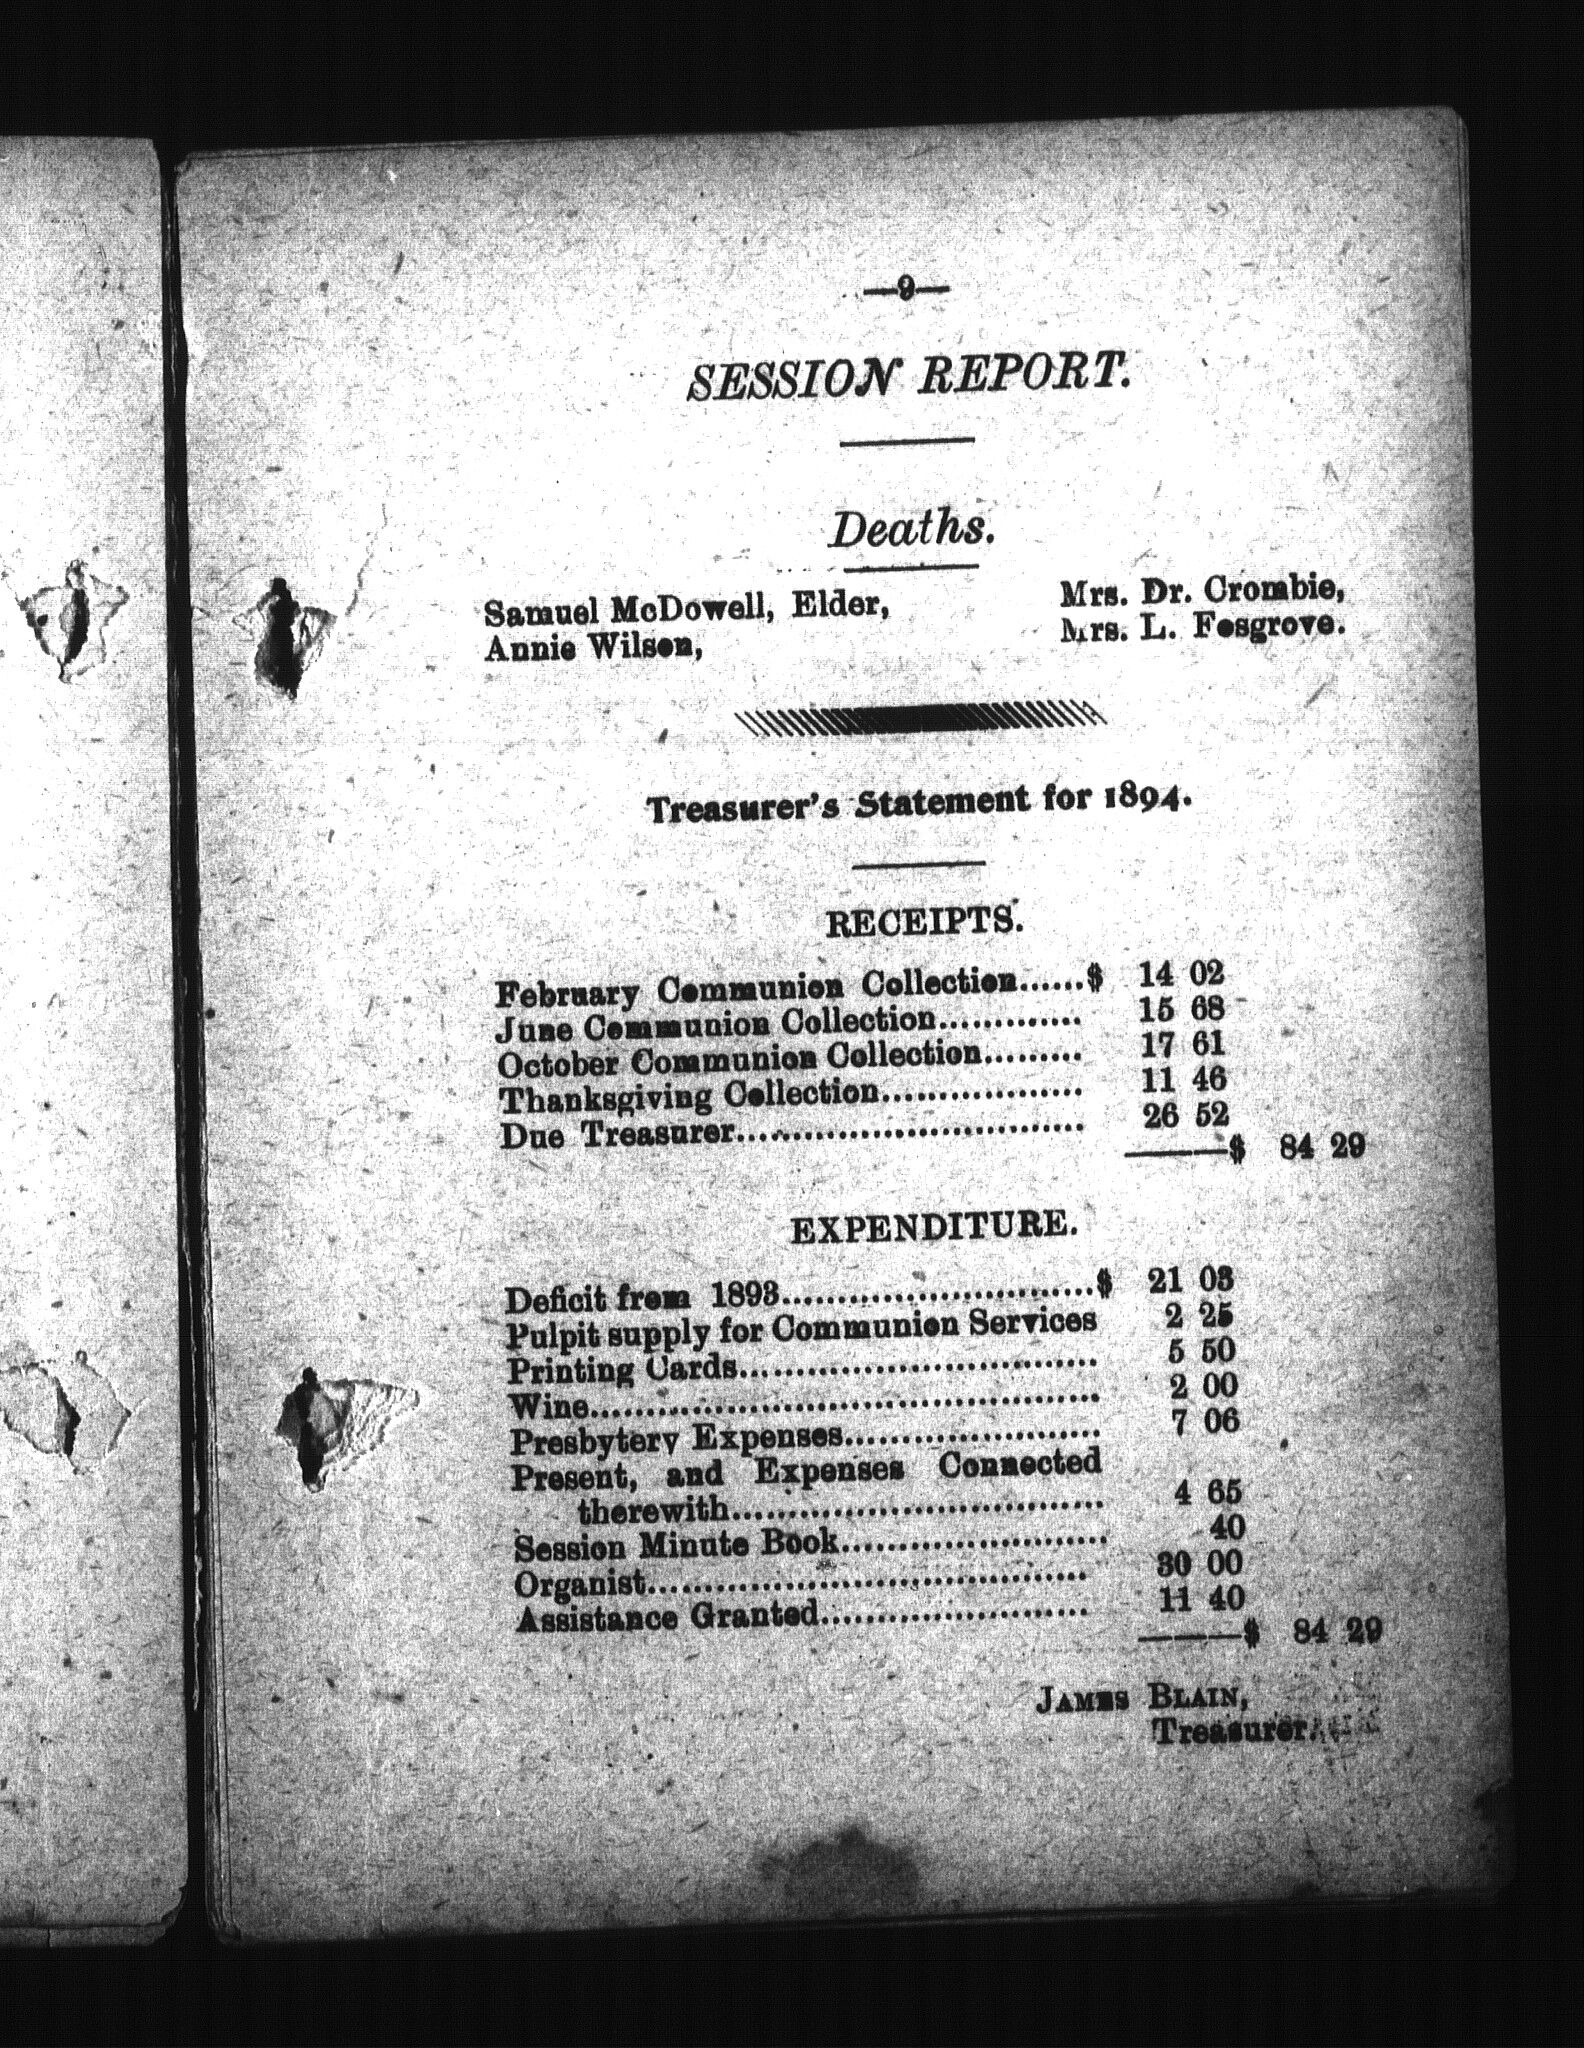 —9—
SESSION REPORT.
Deaths.
Samuel McDowell, Elder, Mrs. Dr. Crombie,
Annie Wilson, Mrs. L. Fosgrove.
Treasurer's Statement for 1894.
RECEIPTS.
February Communion Collection......$ 14 02
June Communion Collection............. 15 68
October Communion Collection......... 17 61
Thanksgiving Collection.................. 11 46
Due Treasurer............................... 26 52
———$ 84 29
EXPENDITURE.
Deficit from 1893............................$ 21 03
Pulpit supply for Communion Services 2 25
Printing Cards................................ 5 50
Wine............................................. 2 00
Presbytery Expenses....................... 7 06
Present, and Expenses Connected
therewith................................. 4 65
Session Minute Book........................ 40
Organist....................................... 30 00
Assistance Granted........................ 11 40
———$ 84 29
JAMES BLAIN,
Treasurer.